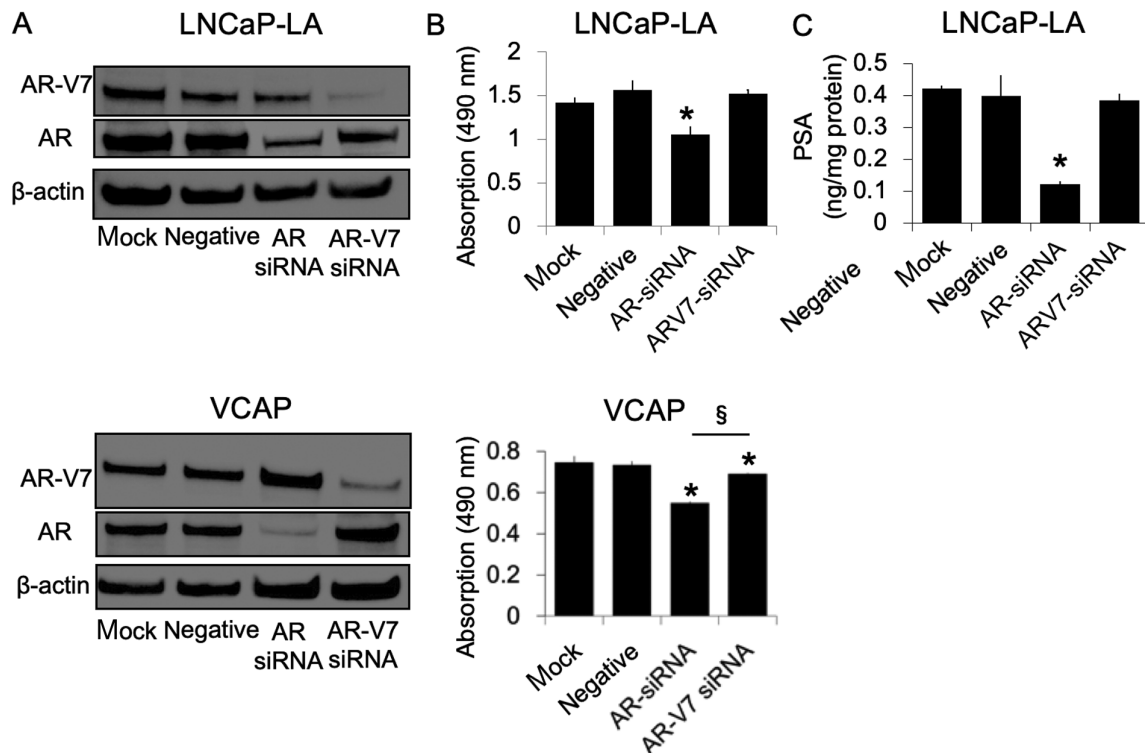 A
LNCaP-LA
AR-V7
AR
β-actin
Mock Negative AR AR-V7
siRNA siRNA
B
LNCaP-LA
Absorption (490 nm)
2
1.5
1
0.5
0
*
Mock
Negative
AR-siRNA
ARV7-siRNA
C
LNCaP-LA
PSA
(ng/mg protein)
0.5
0.4
0.3
0.2
0.1
0
*
Negative
Mock
Negative
AR-siRNA
ARV7-siRNA
VCAP
AR-V7
AR
β-actin
Mock Negative AR AR-V7
siRNA siRNA
VCAP
§
Absorption (490 nm)
0.8
0.6
0.4
0.2
0
*
*
Mock
Negative
AR-siRNA
AR-V7 siRNA